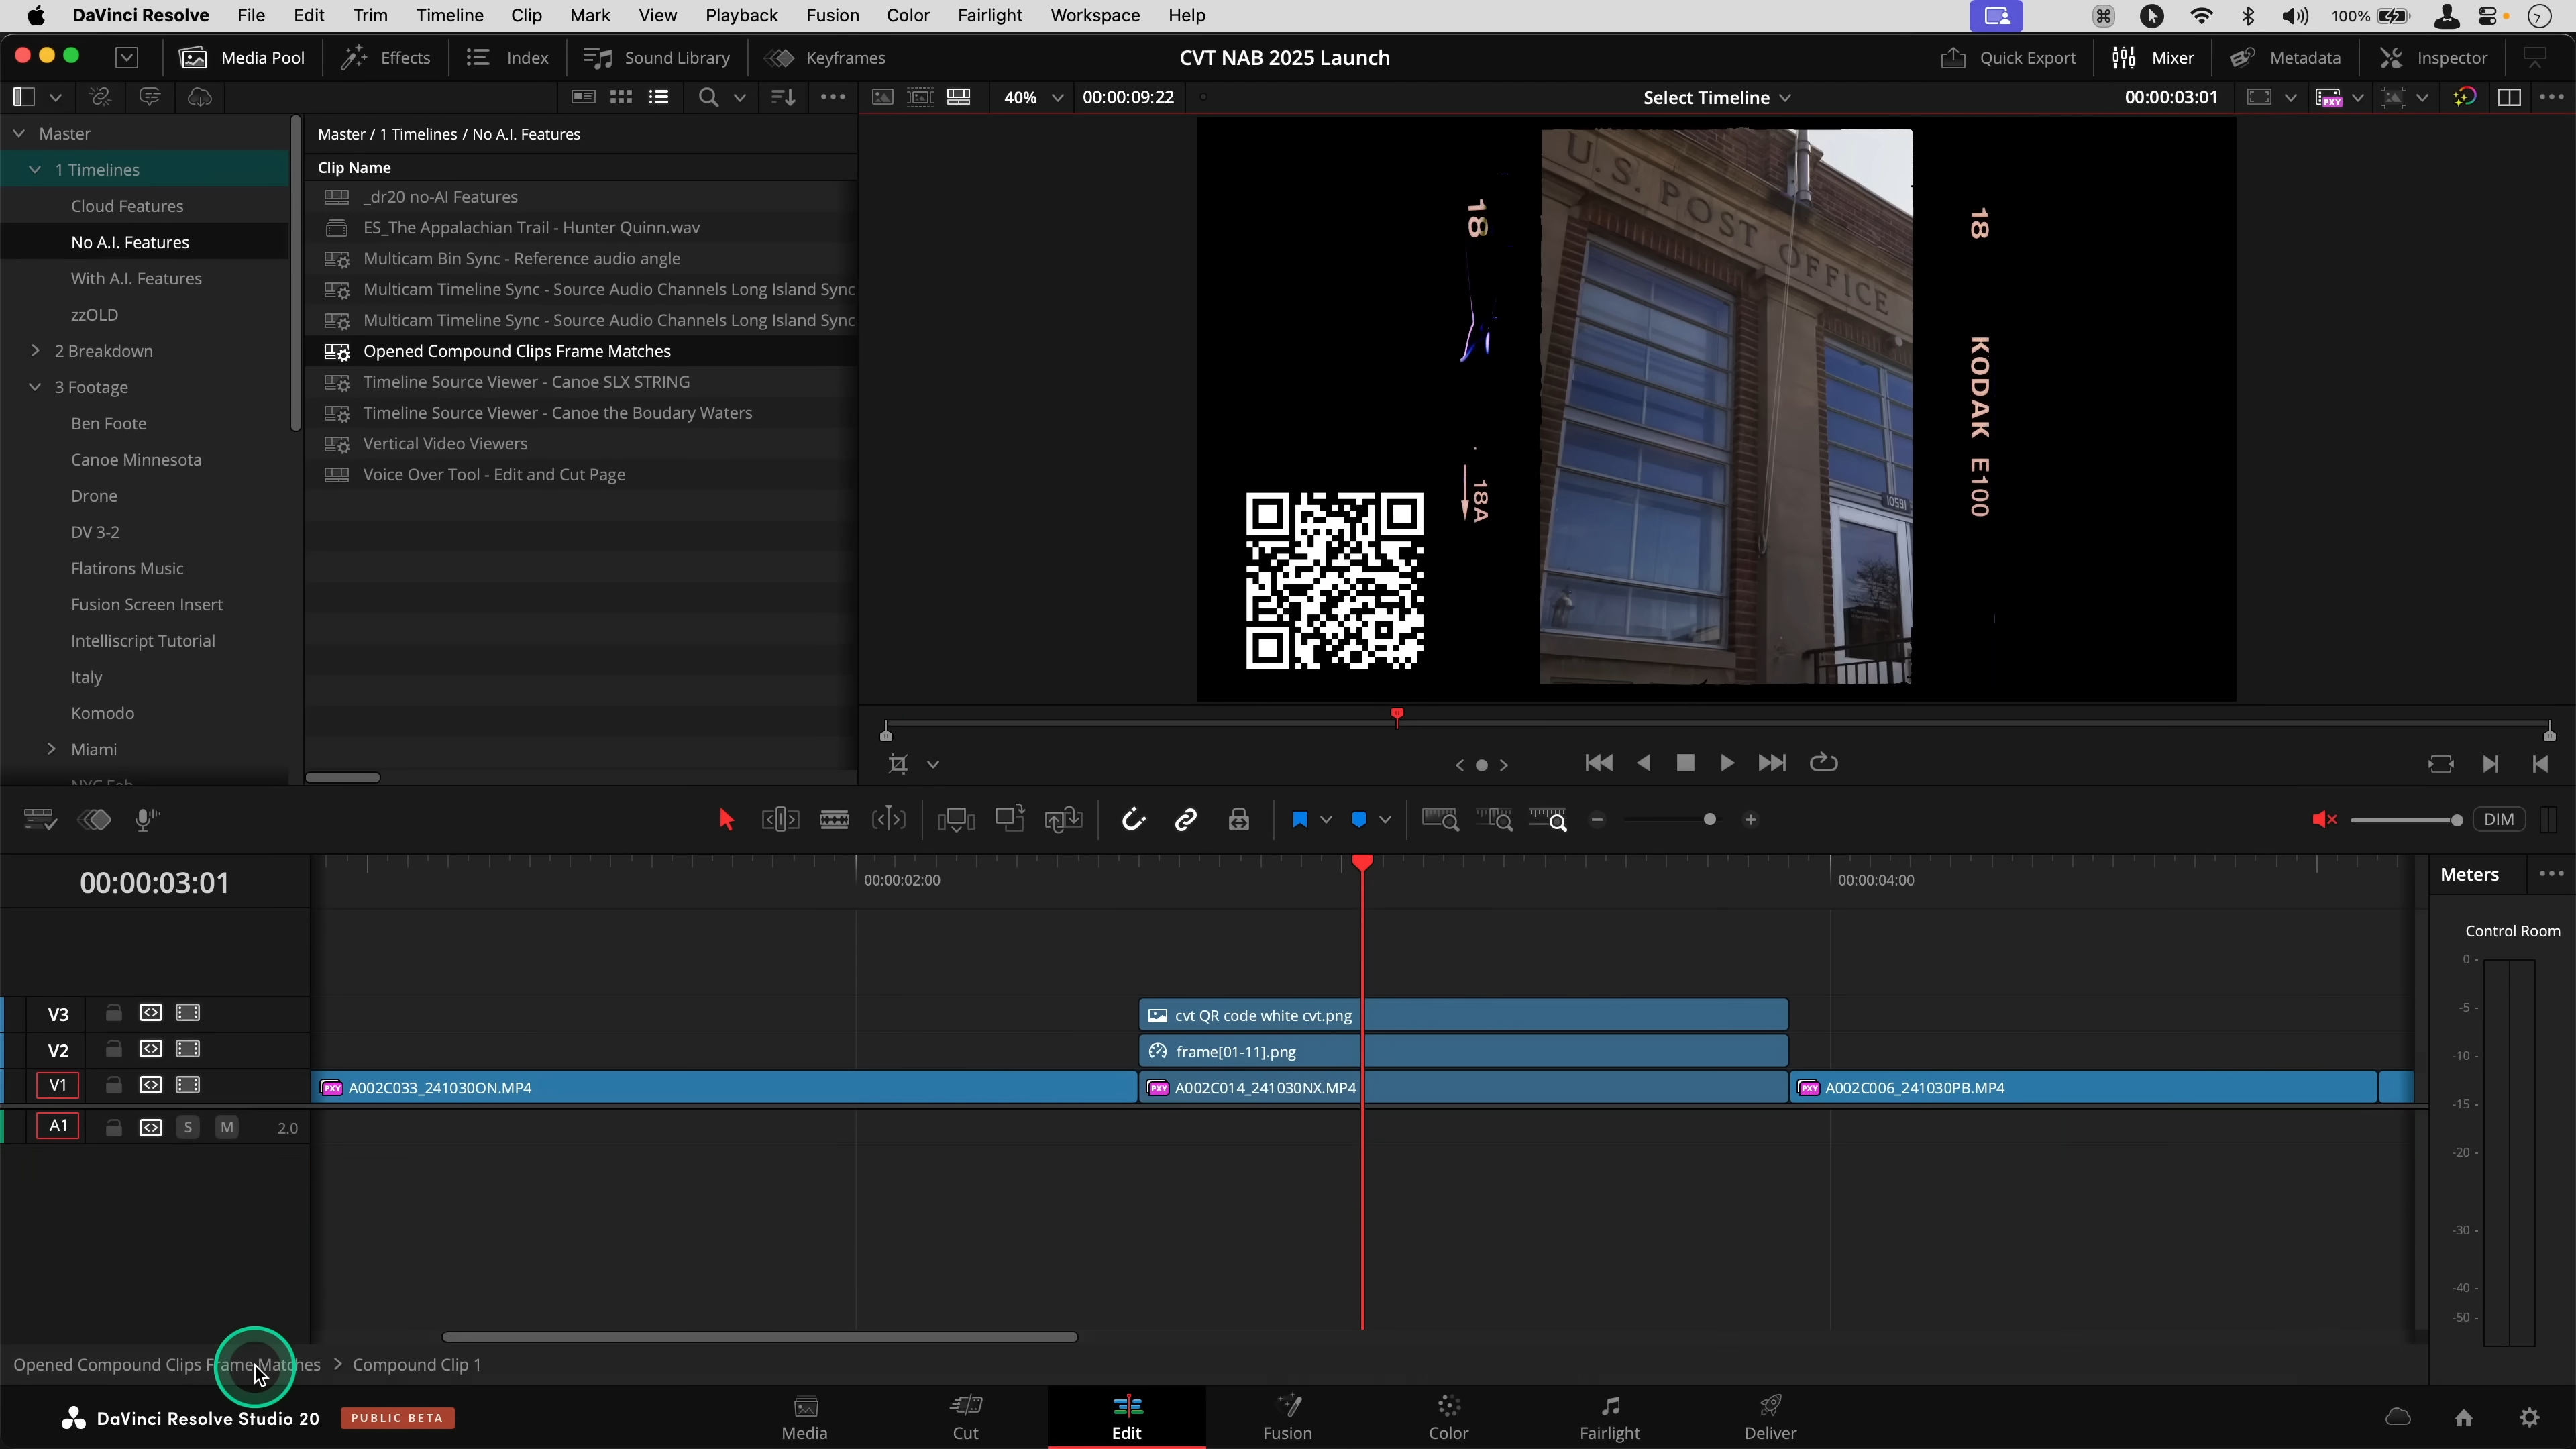 DaVinci Resolve File Edit Trim Timeline Clip Mark View Playback Fusion Color Fairlight Workspace Help 100%
Media Pool Effects Index Sound Library Keyframes CVT NAB 2025 Launch Quick Export Mixer Metadata Inspector
40% 00:00:09:22 Select Timeline 00:00:03:01 PXY
Master
1 Timelines
Cloud Features
No A.I. Features
With A.I. Features
zzOLD
2 Breakdown
3 Footage
Ben Foote
Canoe Minnesota
Drone
DV 3-2
Flatirons Music
Fusion Screen Insert
Intelliscript Tutorial
Italy
Komodo
Miami
Master / 1 Timelines / No A.I. Features
Clip Name
_dr20 no-AI Features
ES_The Appalachian Trail - Hunter Quinn.wav
Multicam Bin Sync - Reference audio angle
Multicam Timeline Sync - Source Audio Channels Long Island Sync
Multicam Timeline Sync - Source Audio Channels Long Island Sync
Opened Compound Clips Frame Matches
Timeline Source Viewer - Canoe SLX STRING
Timeline Source Viewer - Canoe the Boudary Waters
Vertical Video Viewers
Voice Over Tool - Edit and Cut Page
18
18A
U.S. POST OFFICE
10591
18
KODAK E100
DIM
00:00:03:01
00:00:02:00
00:00:04:00
Meters
Control Room
0
-5
-10
-15
-20
-30
-40
-50
V3 cvt QR code white cvt.png
V2 frame[01-11].png
V1 PXY A002C033_241030ON.MP4 PXY A002C014_241030NX.MP4 PXY A002C006_241030PB.MP4
A1 S M 2.0
Opened Compound Clips Frame Matches > Compound Clip 1
DaVinci Resolve Studio 20 PUBLIC BETA
Media Cut Edit Fusion Color Fairlight Deliver